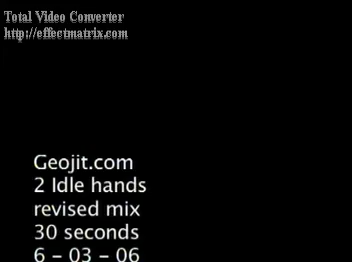 Total Video Converter
http://effectmatrix.com
Geojit.com
2 Idle hands
revised mix
30 seconds
6 – 03 – 06